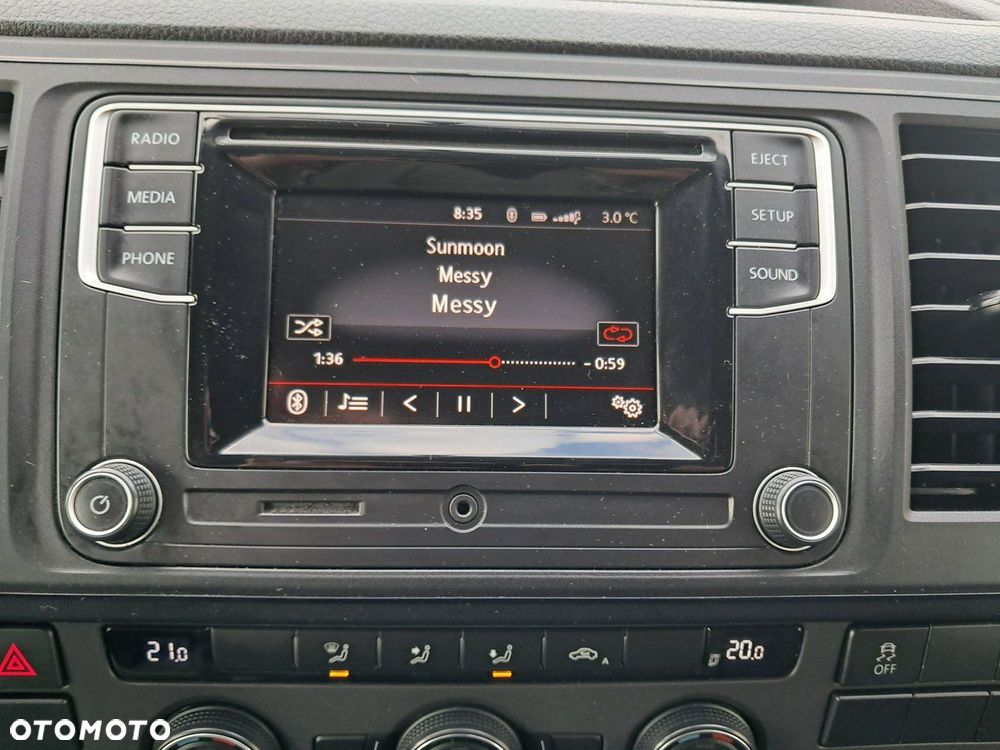 RADIO
MEDIA
PHONE
EJECT
SETUP
SOUND
8:35 3.0 °C
Sunmoon
Messy
Messy
1:36 - 0:59
21.0
A
20.0
OFF
OTOMOTO